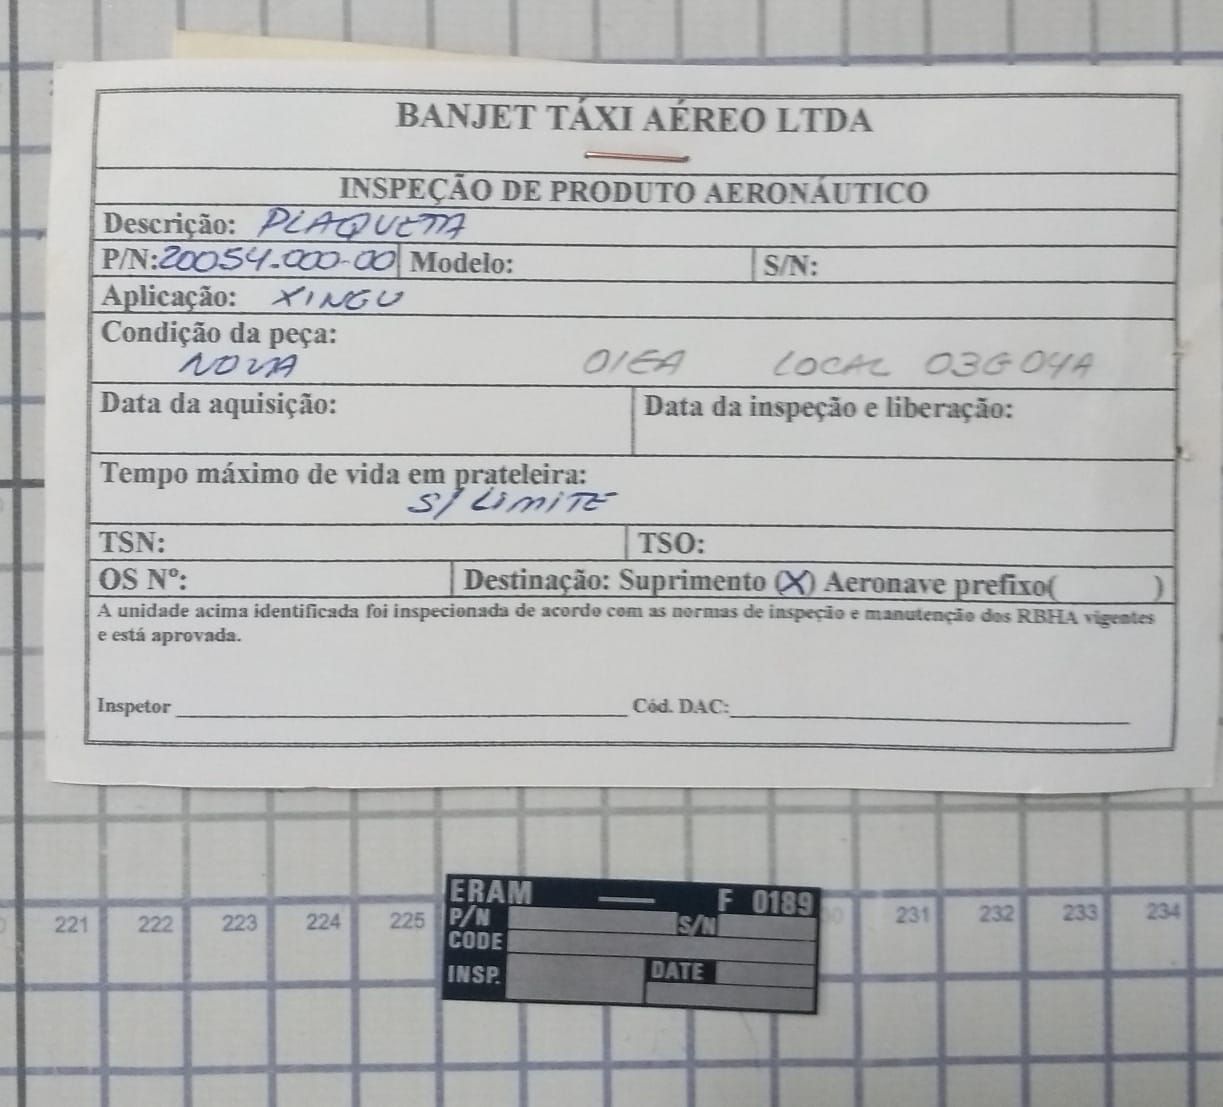 BANJET TÁXI AÉREO LTDA
INSPEÇÃO DE PRODUTO AERONÁUTICO
Descrição: PLAQUETA
P/N:20054.000-00 Modelo: S/N:
Aplicação: XINGU
Condição da peça:
NOVA 01EA LOCAL 03G04A
Data da aquisição: Data da inspeção e liberação:
Tempo máximo de vida em prateleira:
S/ LIMITE
TSN: TSO:
OS Nº: Destinação: Suprimento (X) Aeronave prefixo( )
A unidade acima identificada foi inspecionada de acordo com as normas de inspeção e manutenção dos RBHA vigentes
e está aprovada.
Inspetor Cód. DAC:
ERAM F 0189
P/N S/N
CODE
INSP. DATE
221 222 223 224 225 231 232 233 234